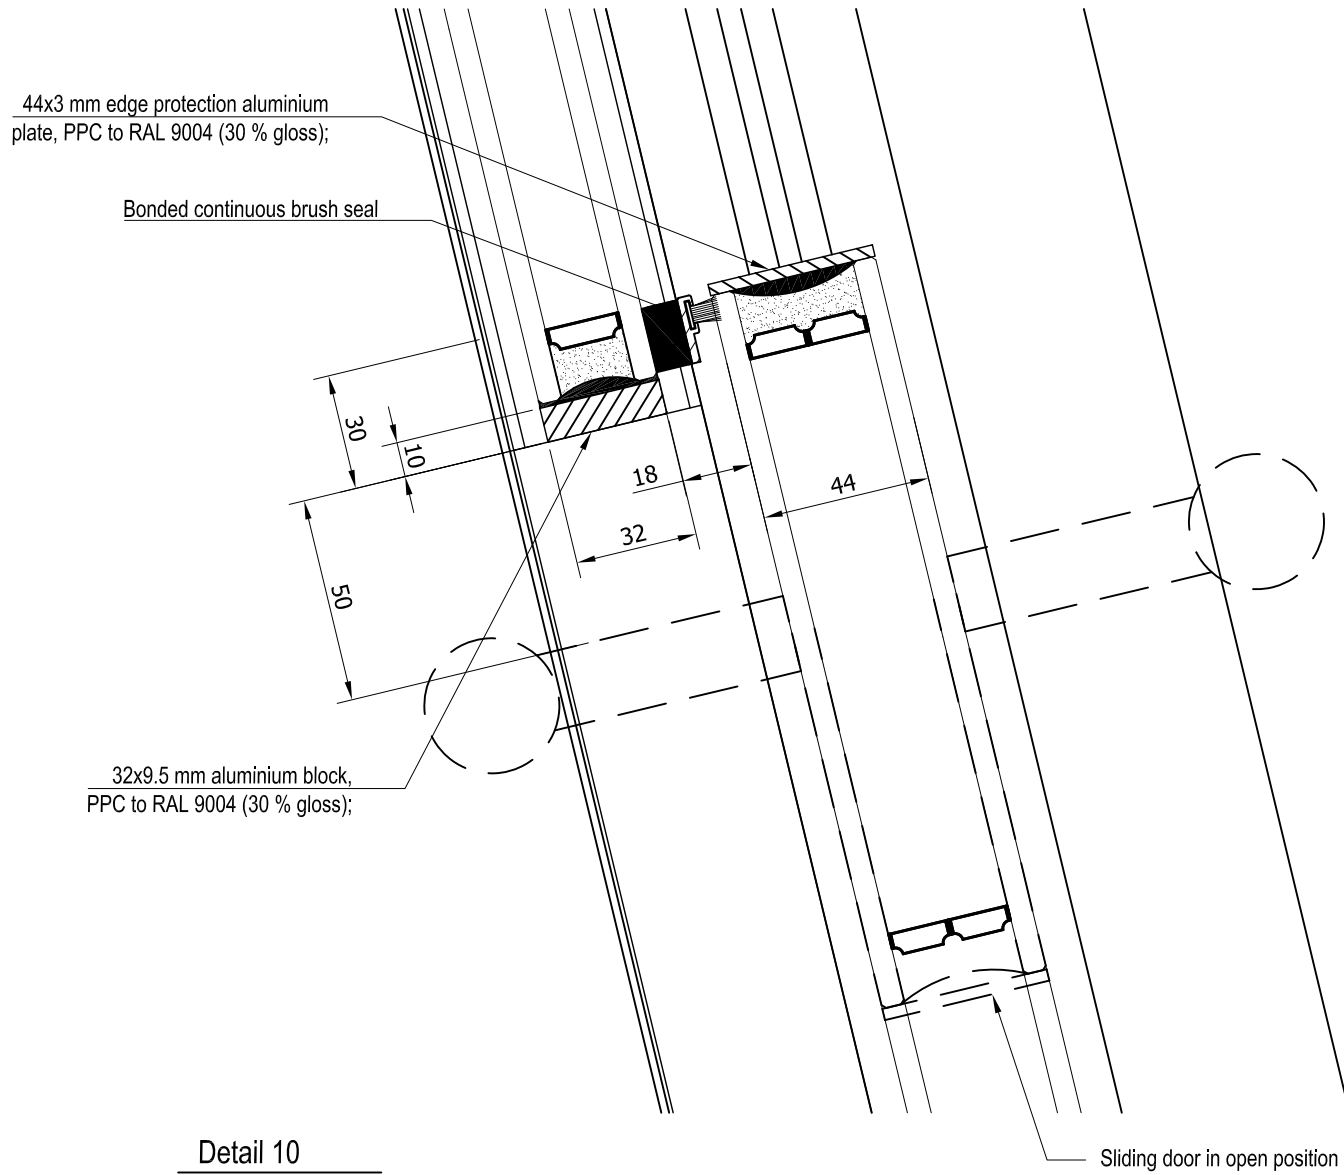 44x3 mm edge protection aluminium
plate, PPC to RAL 9004 (30 % gloss);
Bonded continuous brush seal
30
10
18
44
32
50
32x9.5 mm aluminium block,
PPC to RAL 9004 (30 % gloss);
Detail 10
Sliding door in open position